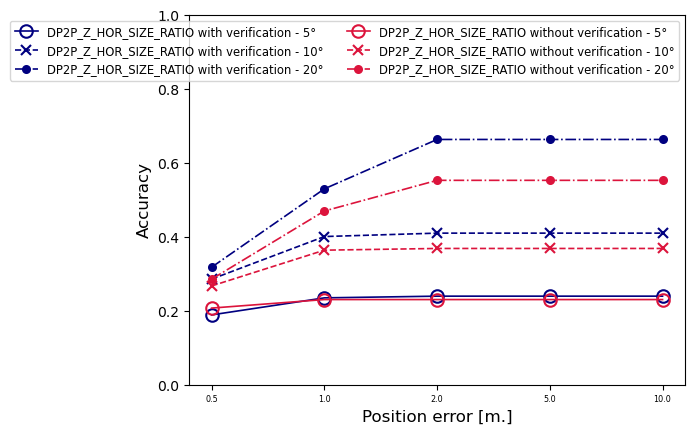 1.0
DP2P_Z_HOR_SIZE_RATIO with verification - 5° DP2P_Z_HOR_SIZE_RATIO without verification - 5°
DP2P_Z_HOR_SIZE_RATIO with verification - 10° DP2P_Z_HOR_SIZE_RATIO without verification - 10°
DP2P_Z_HOR_SIZE_RATIO with verification - 20° DP2P_Z_HOR_SIZE_RATIO without verification - 20°
0.8
0.6
Accuracy
0.4
0.2
0.0
0.5 1.0 2.0 5.0 10.0
Position error [m.]